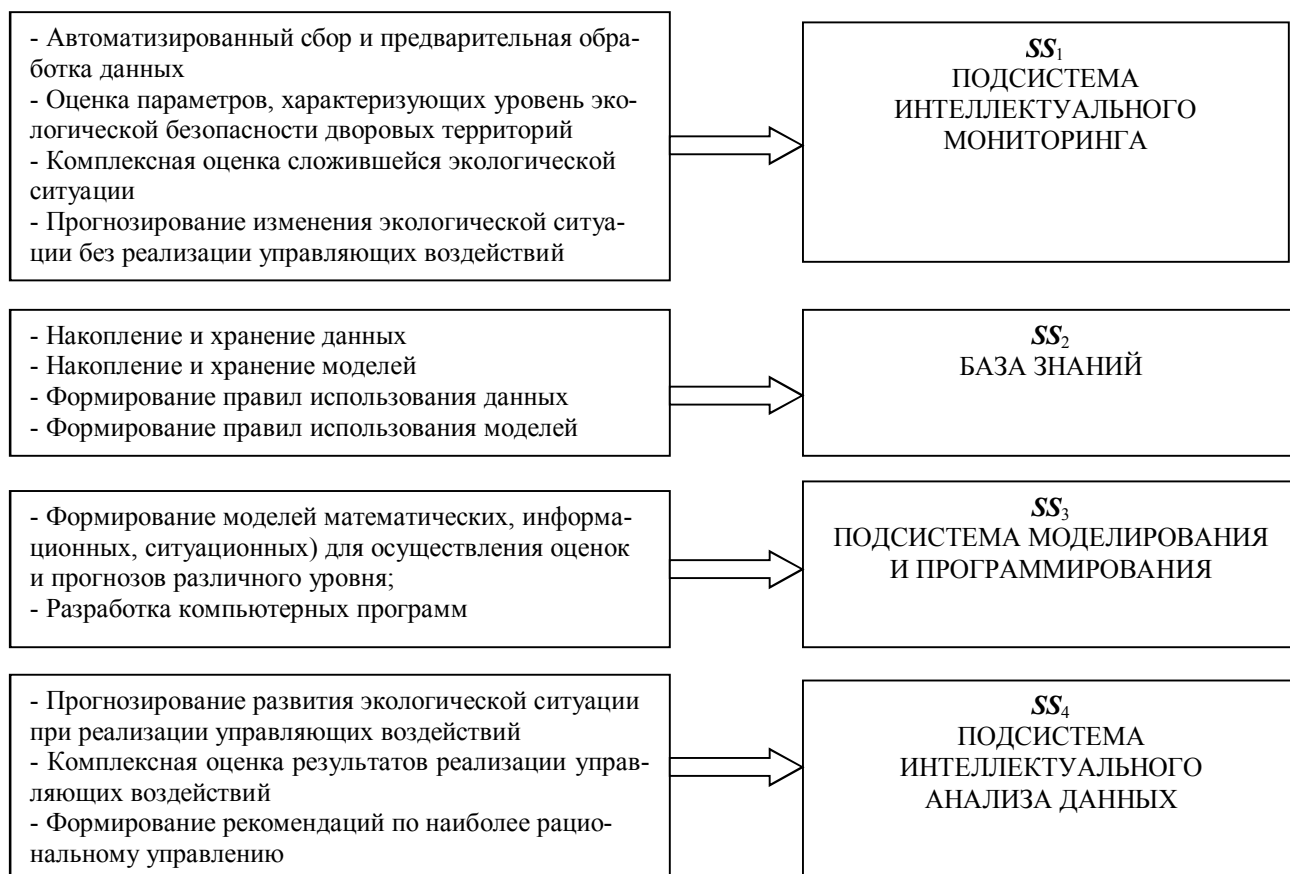 - Автоматизированный сбор и предварительная обра-
ботка данных
- Оценка параметров, характеризующих уровень эко-
логической безопасности дворовых территорий
- Комплексная оценка сложившейся экологической
ситуации
- Прогнозирование изменения экологической ситуа-
ции без реализации управляющих воздействий
SS₁
ПОДСИСТЕМА
ИНТЕЛЛЕКТУАЛЬНОГО
МОНИТОРИНГА
- Накопление и хранение данных
- Накопление и хранение моделей
- Формирование правил использования данных
- Формирование правил использования моделей
SS₂
БАЗА ЗНАНИЙ
- Формирование моделей математических, информа-
ционных, ситуационных) для осуществления оценок
и прогнозов различного уровня;
- Разработка компьютерных программ
SS₃
ПОДСИСТЕМА МОДЕЛИРОВАНИЯ
И ПРОГРАММИРОВАНИЯ
- Прогнозирование развития экологической ситуации
при реализации управляющих воздействий
- Комплексная оценка результатов реализации управ-
ляющих воздействий
- Формирование рекомендаций по наиболее рацио-
нальному управлению
SS₄
ПОДСИСТЕМА
ИНТЕЛЛЕКТУАЛЬНОГО
АНАЛИЗА ДАННЫХ